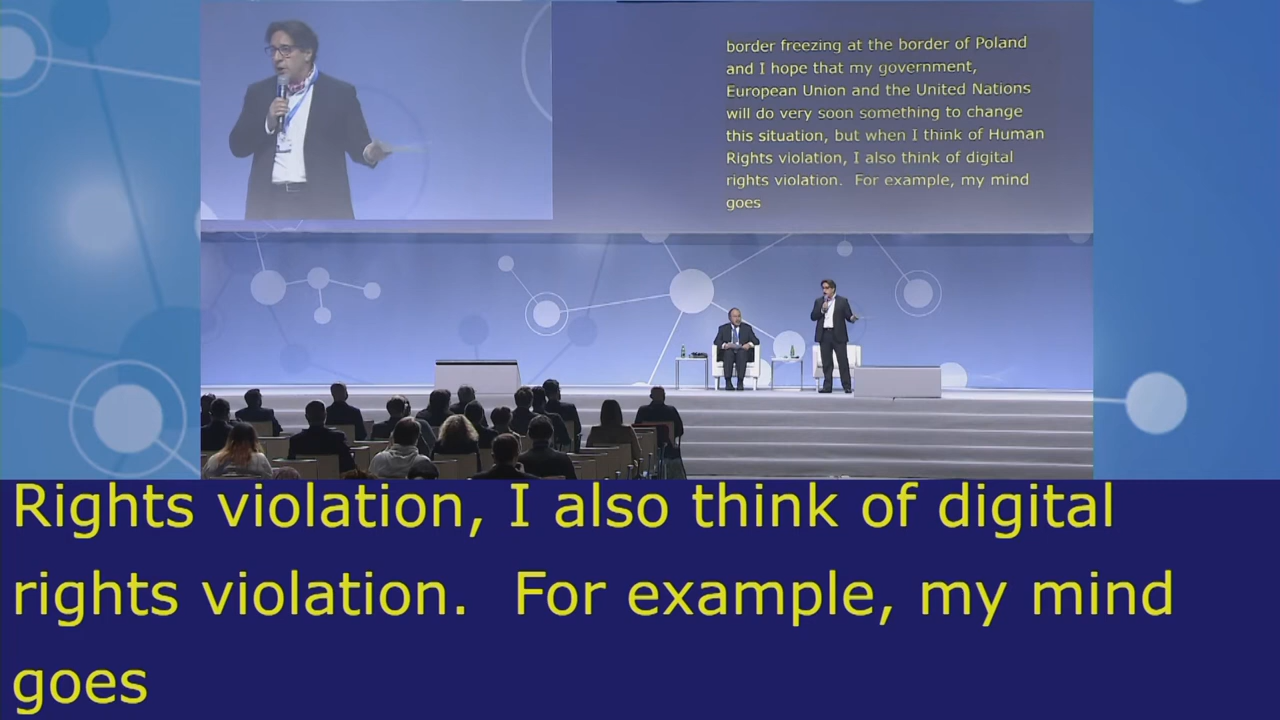 border freezing at the border of Poland
and I hope that my government,
European Union and the United Nations
will do very soon something to change
this situation, but when I think of Human
Rights violation, I also think of digital
rights violation.  For example, my mind
goes
Rights violation, I also think of digital
rights violation.  For example, my mind
goes